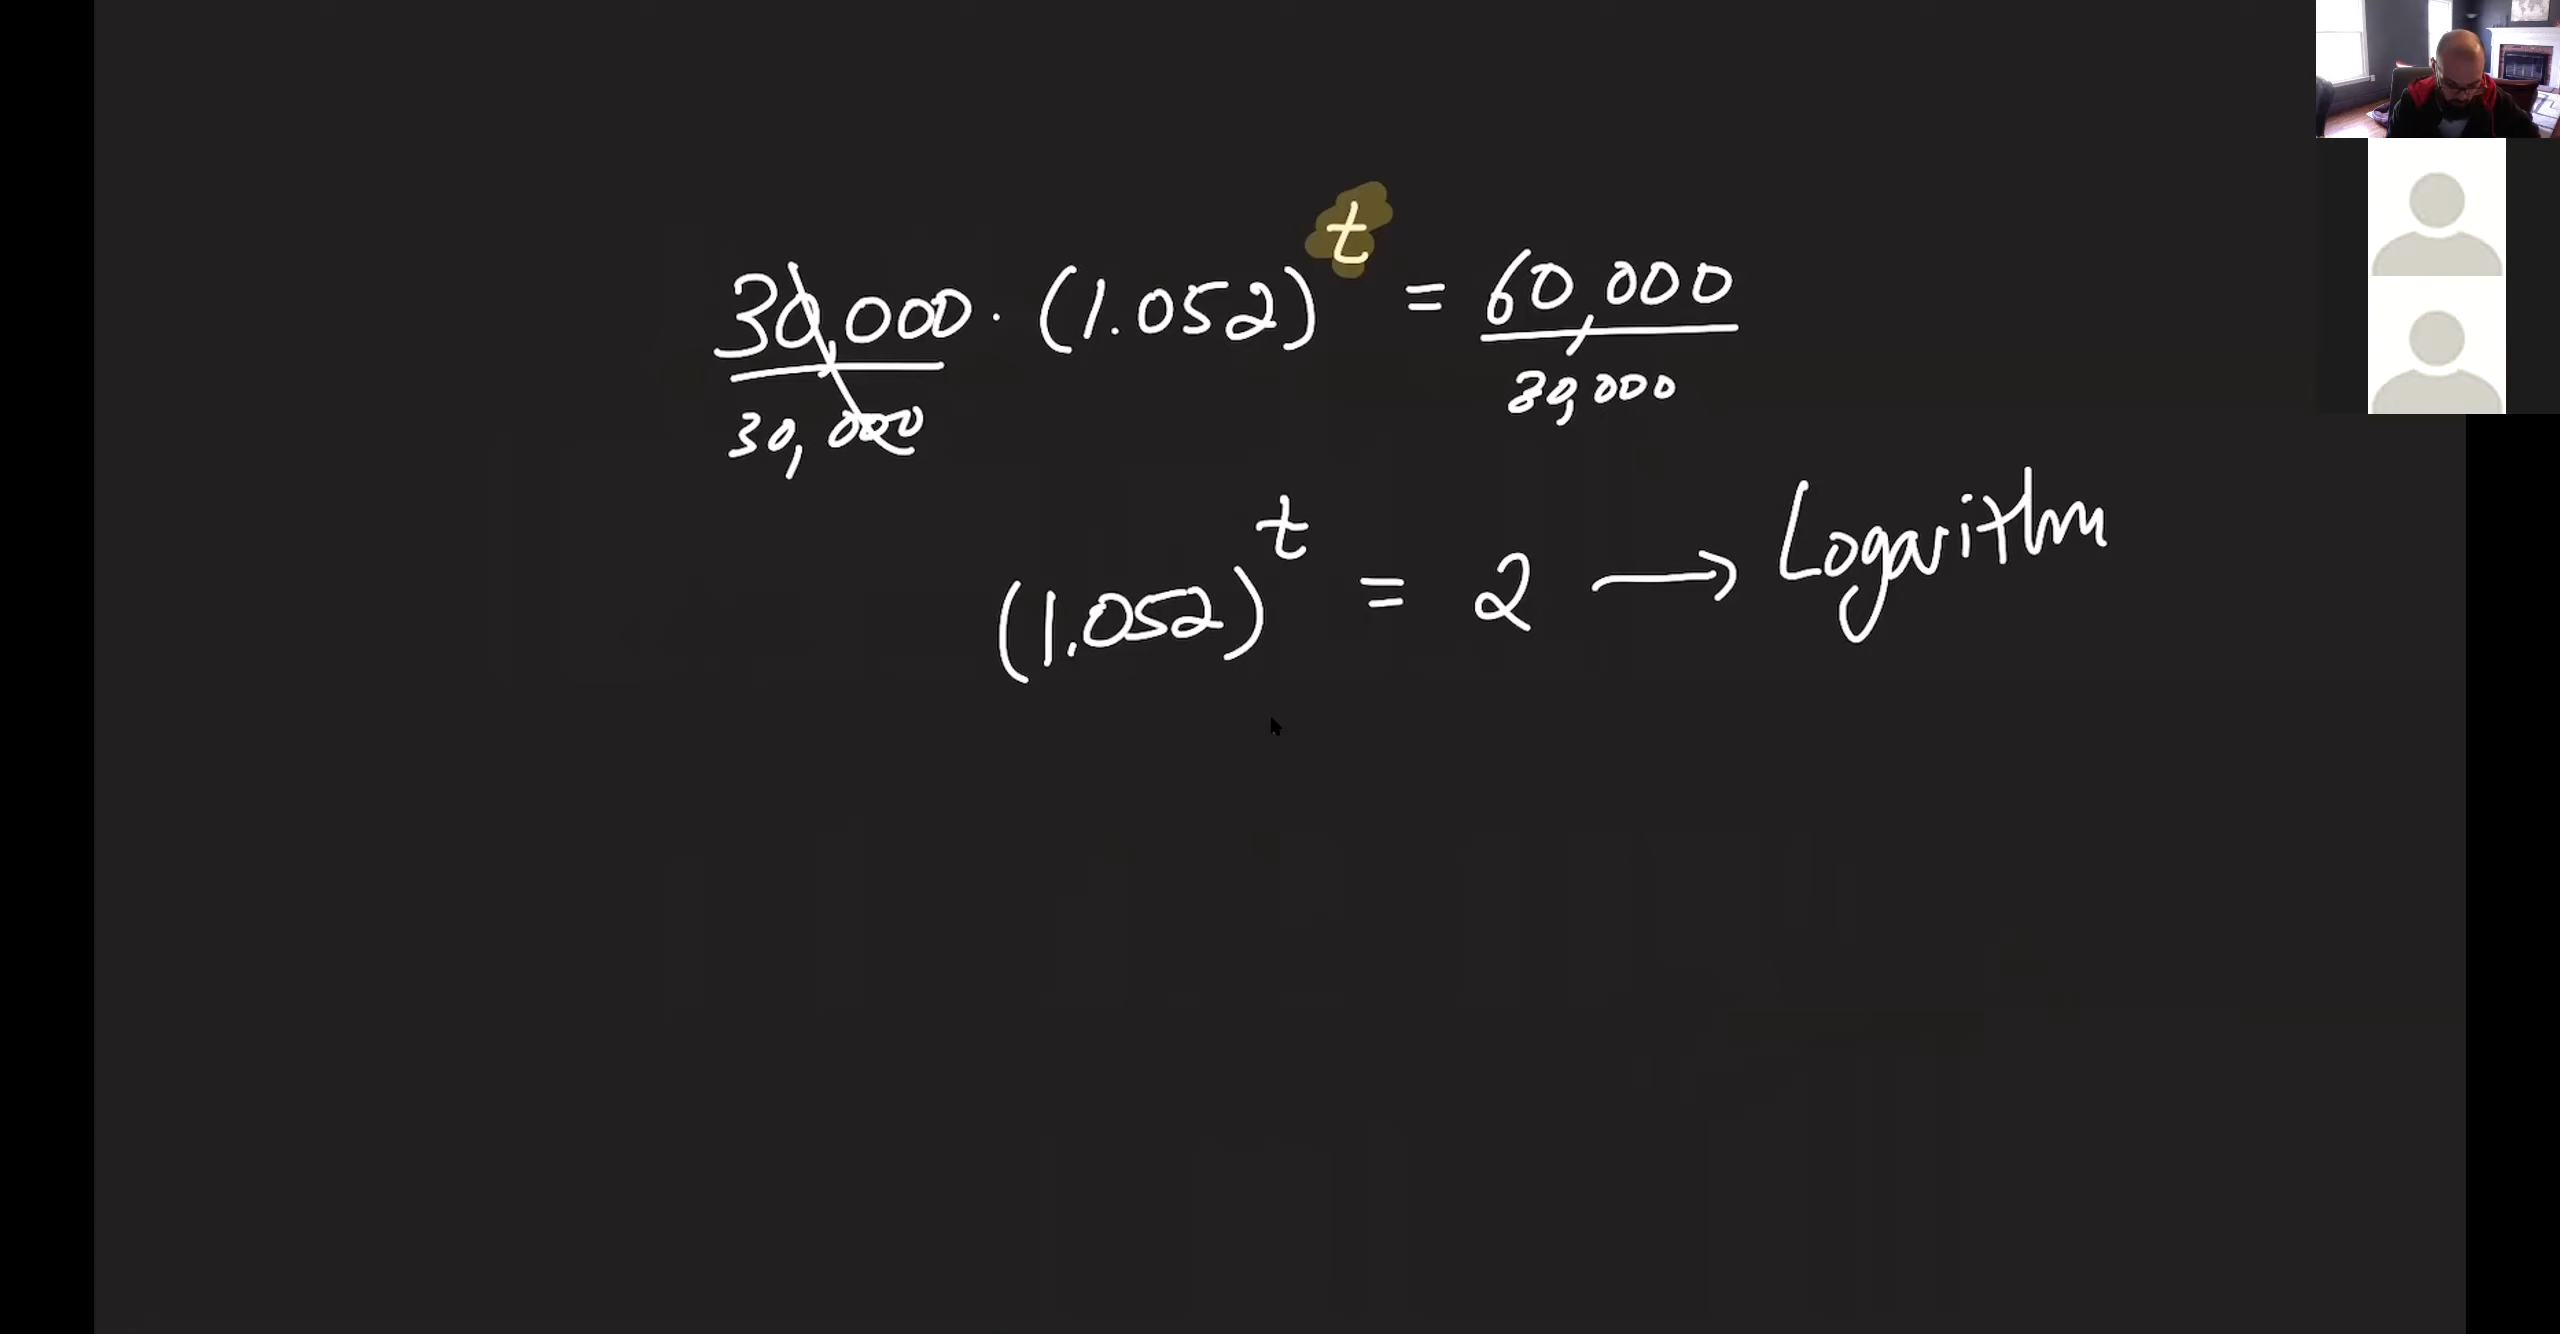 30,000 · (1.052)^t = 60,000
30,000 30,000
(1.052)^t = 2 → Logarithm